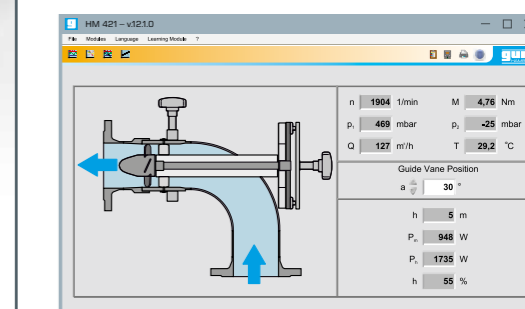 HM 421 – v.12.1.0
File Modules Language Learning Module ?
n 1904 1/min M 4,76 Nm
p₁ 469 mbar p₂ -25 mbar
Q 127 m³/h T 29,2 °C
Guide Vane Position
a 30 °
h 5 m
Pₘ 948 W
1735 W
h 55 %